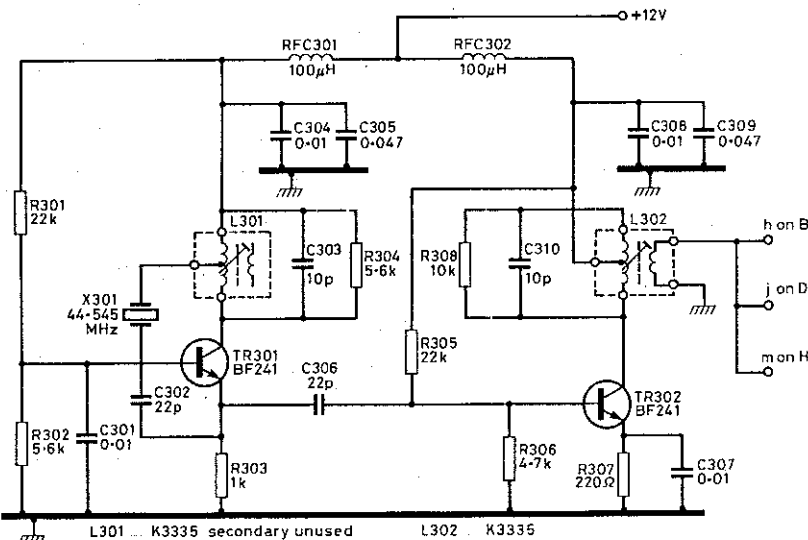 +12V
RFC301
100µH
RFC302
100µH
C304
0·01
C305
0·047
C308
0·01
C309
0·047
R301
22k
L301
C303
10p
R304
5·6k
R308
10k
C310
10p
L302
h on B
j on D
m on H
X301
44·545
MHz
TR301
BF241
R305
22k
C306
22p
C302
22p
TR302
BF241
R302
5·6k
C301
0·01
R303
1k
R306
4·7k
R307
220Ω
C307
0·01
L301 ... K3335 secondary unused
L302 .. K3335